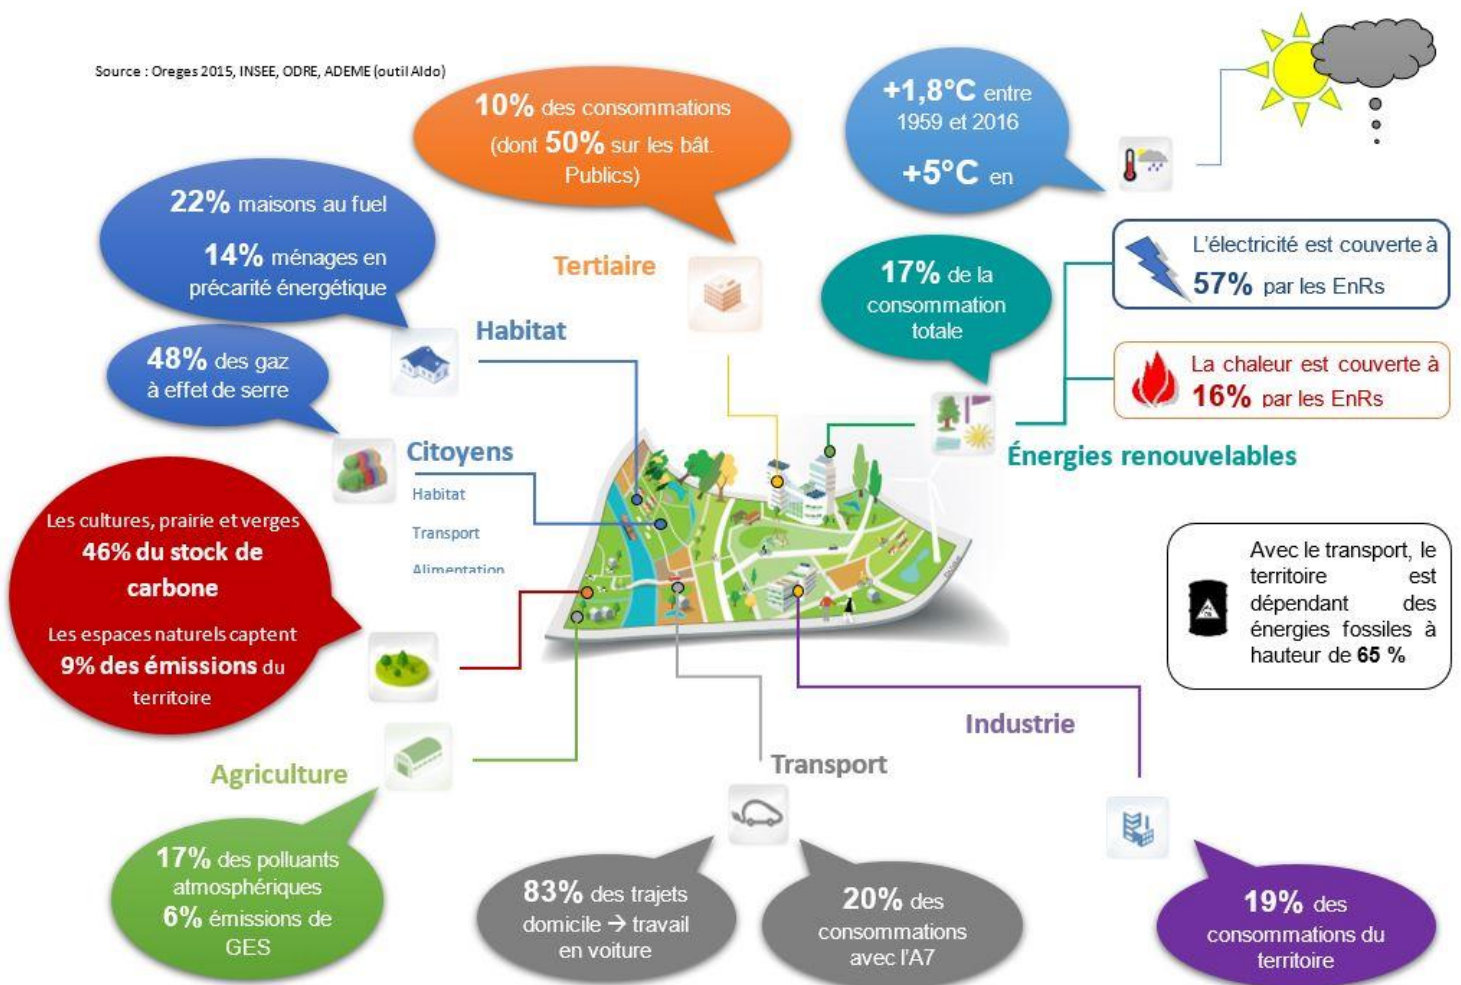 Source : Oreges 2015, INSEE, ODRE, ADEME (outil Aldo)
10% des consommations
(dont 50% sur les bât.
Publics)
+1,8°C entre
1959 et 2016
+5°C en
22% maisons au fuel
14% ménages en
précarité énergétique
Tertiaire
17% de la
consommation
totale
L'électricité est couverte à
57% par les EnRs
Habitat
48% des gaz
à effet de serre
La chaleur est couverte à
16% par les EnRs
Citoyens
Habitat
Transport
Alimentation
Énergies renouvelables
Les cultures, prairie et verges
46% du stock de
carbone
Les espaces naturels captent
9% des émissions du
territoire
Avec le transport, le
territoire est
dépendant des
énergies fossiles à
hauteur de 65 %
Industrie
Agriculture
Transport
17% des polluants
atmosphériques
6% émissions de
GES
83% des trajets
domicile → travail
en voiture
20% des
consommations
avec l'A7
19% des
consommations du
territoire